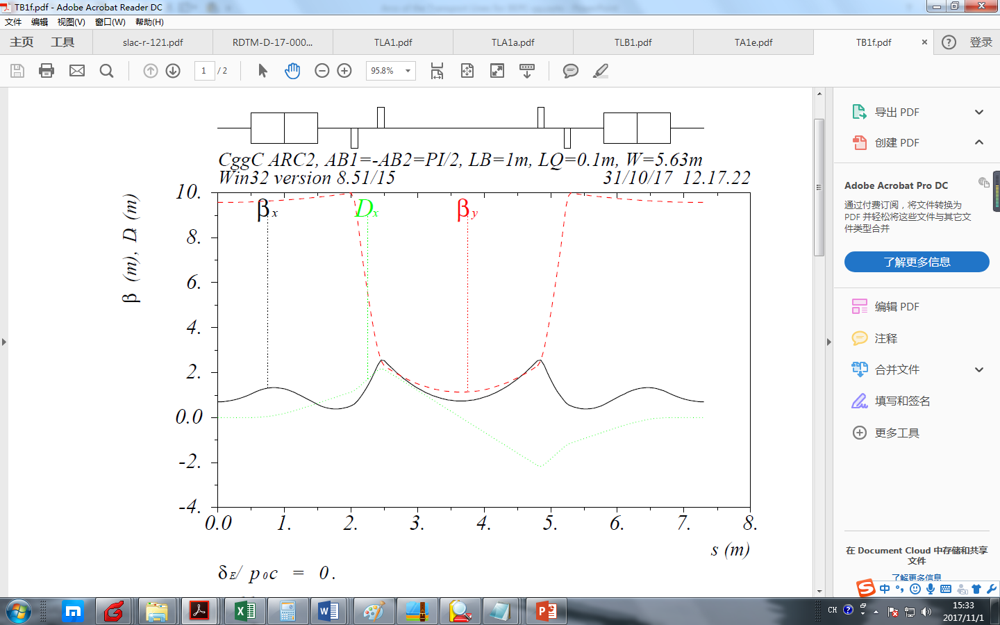 TB1f.pdf - Adobe Acrobat Reader DC
文件 编辑 视图(V) 窗口(W) 帮助(H)
主页 工具 slac-r-121.pdf RDTM-D-17-000... TLA1.pdf TLA1a.pdf TLB1.pdf TA1e.pdf TB1f.pdf × 登录
1 / 2 95.8%
CggC ARC2, AB1=-AB2=PI/2, LB=1m, LQ=0.1m, W=5.63m
Win32 version 8.51/15 31/10/17 12.17.22
β (m), Dx (m)
10.
8.
6.
4.
2.
0.0
-2.
-4.
βx Dx βy
0.0 1. 2. 3. 4. 5. 6. 7. 8.
s (m)
δE/ p0c = 0.
导出 PDF
创建 PDF
Adobe Acrobat Pro DC
通过付费订阅，将文件转换为
PDF 并轻松将这些文件与其它文
件类型合并
了解更多信息
编辑 PDF
注释
合并文件
填写和签名
更多工具
在 Document Cloud 中存储和共享
文件
了解更多信息
中
CH
15:33
2017/11/1